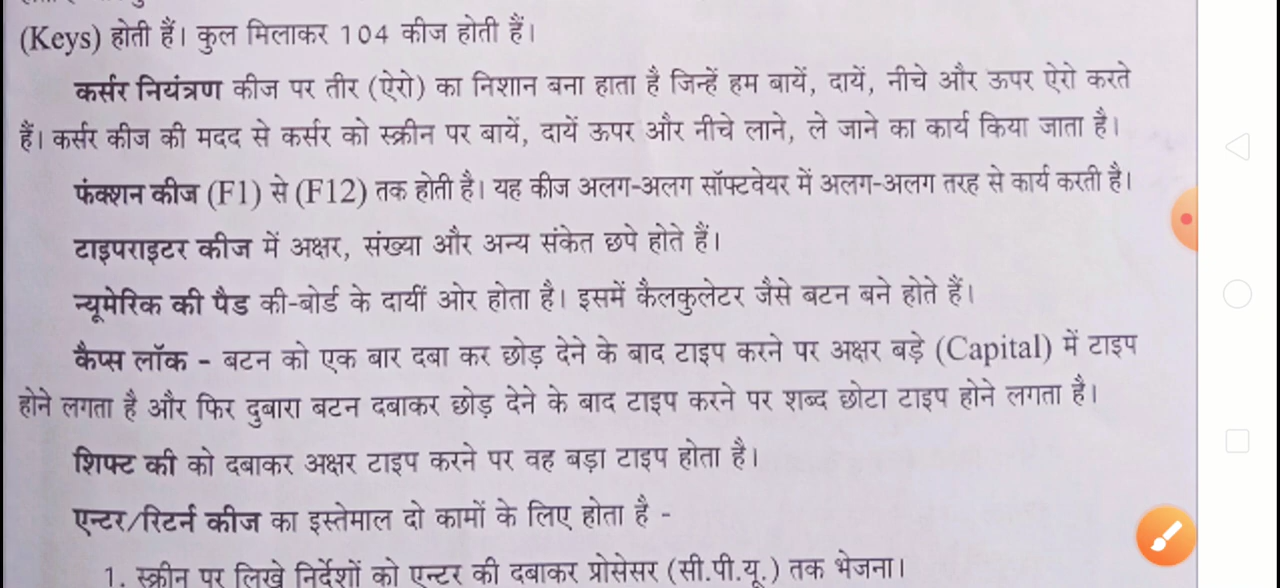 (Keys) होती हैं। कुल मिलाकर 104 कीज होती हैं।
कर्सर नियंत्रण कीज पर तीर (ऐरो) का निशान बना हाता है जिन्हें हम बायें, दायें, नीचे और ऊपर ऐरो करते
हैं। कर्सर कीज की मदद से कर्सर को स्क्रीन पर बायें, दायें ऊपर और नीचे लाने, ले जाने का कार्य किया जाता है।
फंक्शन कीज (F1) से (F12) तक होती है। यह कीज अलग-अलग सॉफ्टवेयर में अलग-अलग तरह से कार्य करती है।
टाइपराइटर कीज में अक्षर, संख्या और अन्य संकेत छपे होते हैं।
न्यूमेरिक की पैड की-बोर्ड के दायीं ओर होता है। इसमें कैलकुलेटर जैसे बटन बने होते हैं।
कैप्स लॉक - बटन को एक बार दबा कर छोड़ देने के बाद टाइप करने पर अक्षर बड़े (Capital) में टाइप
होने लगता है और फिर दुबारा बटन दबाकर छोड़ देने के बाद टाइप करने पर शब्द छोटा टाइप होने लगता है।
शिफ्ट की को दबाकर अक्षर टाइप करने पर वह बड़ा टाइप होता है।
एन्टर/रिटर्न कीज का इस्तेमाल दो कामों के लिए होता है -
1. स्क्रीन पर लिखे निर्देशों को एन्टर की दबाकर प्रोसेसर (सी.पी.यू.) तक भेजना।